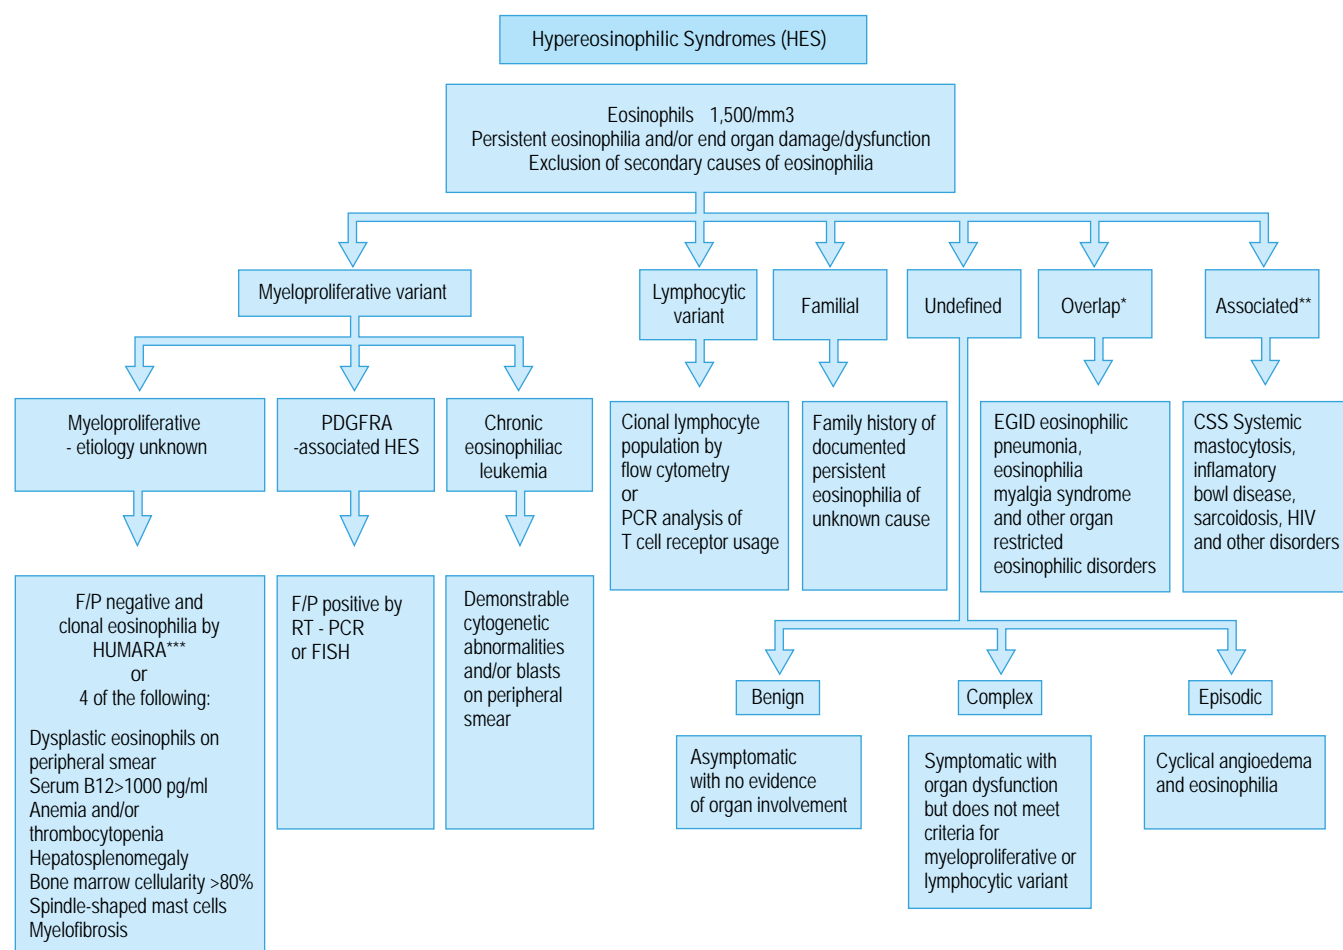 Hypereosinophilic Syndromes (HES)
Eosinophils 1,500/mm3
Persistent eosinophilia and/or end organ damage/dysfunction
Exclusion of secondary causes of eosinophilia
Myeloproliferative variant
Lymphocytic
variant
Familial
Undefined
Overlap*
Associated**
Myeloproliferative
- etiology unknown
PDGFRA
-associated HES
Chronic
eosinophiliac
leukemia
Cional lymphocyte
population by
flow cytometry
or
PCR analysis of
T cell receptor usage
Family history of
documented
persistent
eosinophilia of
unknown cause
EGID eosinophilic
pneumonia,
eosinophilia
myalgia syndrome
and other organ
restricted
eosinophilic disorders
CSS Systemic
mastocytosis,
inflamatory
bowl disease,
sarcoidosis, HIV
and other disorders
F/P negative and
clonal eosinophilia by
HUMARA***
or
4 of the following:
Dysplastic eosinophils on
peripheral smear
Serum B12>1000 pg/ml
Anemia and/or
thrombocytopenia
Hepatosplenomegaly
Bone marrow cellularity >80%
Spindle-shaped mast cells
Myelofibrosis
F/P positive by
RT - PCR
or FISH
Demonstrable
cytogenetic
abnormalities
and/or blasts
on peripheral
smear
Benign
Complex
Episodic
Asymptomatic
with no evidence
of organ involvement
Symptomatic with
organ dysfunction
but does not meet
criteria for
myeloproliferative or
lymphocytic variant
Cyclical angioedema
and eosinophilia